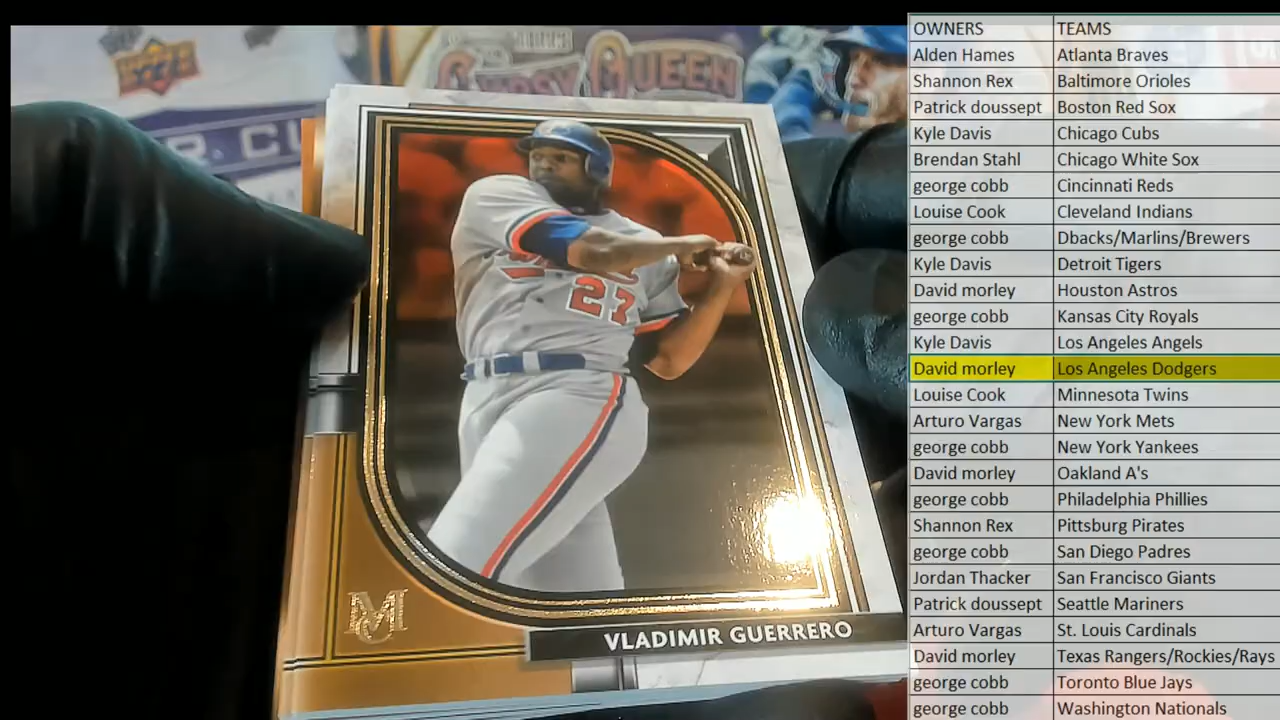 GYPSY QUEEN
R. CU
27
VLADIMIR GUERRERO
OWNERS TEAMS
Alden Hames Atlanta Braves
Shannon Rex Baltimore Orioles
Patrick doussept Boston Red Sox
Kyle Davis Chicago Cubs
Brendan Stahl Chicago White Sox
george cobb Cincinnati Reds
Louise Cook Cleveland Indians
george cobb Dbacks/Marlins/Brewers
Kyle Davis Detroit Tigers
David morley Houston Astros
george cobb Kansas City Royals
Kyle Davis Los Angeles Angels
David morley Los Angeles Dodgers
Louise Cook Minnesota Twins
Arturo Vargas New York Mets
george cobb New York Yankees
David morley Oakland A's
george cobb Philadelphia Phillies
Shannon Rex Pittsburg Pirates
george cobb San Diego Padres
Jordan Thacker San Francisco Giants
Patrick doussept Seattle Mariners
Arturo Vargas St. Louis Cardinals
David morley Texas Rangers/Rockies/Rays
george cobb Toronto Blue Jays
george cobb Washington Nationals